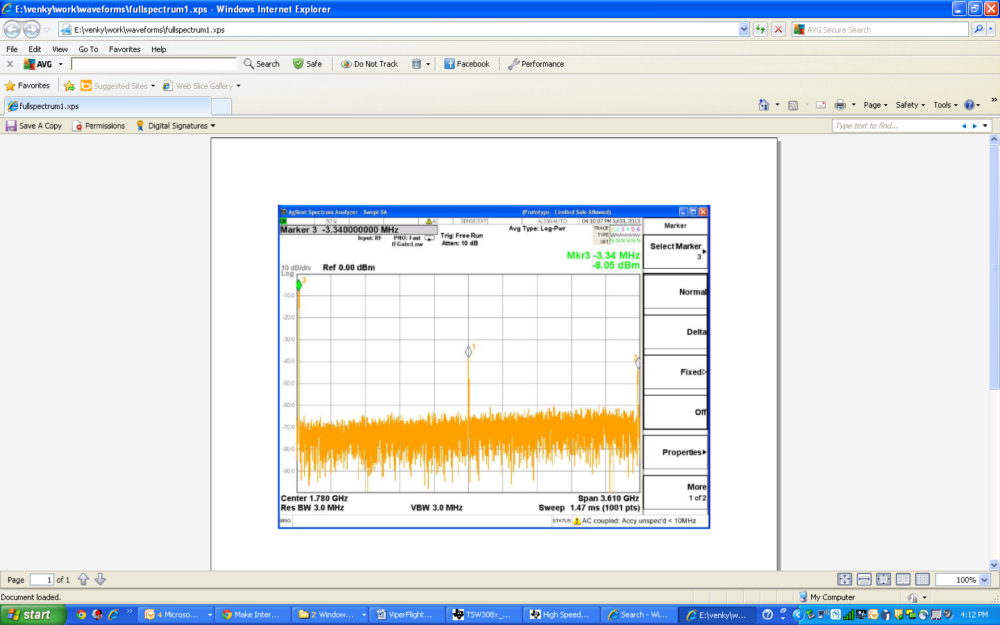 E:\venky\work\waveforms\fullspectrum1.xps - Windows Internet Explorer
E:\venky\work\waveforms\fullspectrum1.xps
AVG Secure Search
File Edit View Go To Favorites Help
X AVG Search Safe Do Not Track Facebook Performance
Favorites Suggested Sites Web Slice Gallery
fullspectrum1.xps
Page Safety Tools
Save A Copy Permissions Digital Signatures
Type text to find...
Agilent Spectrum Analyzer - Swept SA (Prototype - Limited Sale Allowed)
50 Ω AC SENSE:EXT ALIGN AUTO 04:10:07 PM Jul 03, 2013
Marker 3 -3.340000000 MHz
Input: RF
PNO: Fast
IFGain:Low
Trig: Free Run
Atten: 10 dB
Avg Type: Log-Pwr
TRACE 1 2 3 4 5 6
TYPE
DET N N N N N N
Mkr3 -3.34 MHz
-8.05 dBm
10 dB/div
Log
Ref 0.00 dBm
3
1
2
-10.0
-20.0
-30.0
-40.0
-50.0
-60.0
-70.0
-80.0
-90.0
Center 1.780 GHz
Span 3.610 GHz
Res BW 3.0 MHz
VBW 3.0 MHz
Sweep 1.47 ms (1001 pts)
MSG
STATUS
AC coupled: Accy unspec'd < 10MHz
Marker
Select Marker
3
Normal
Delta
Fixed
Off
Properties
More
1 of 2
Page 1 of 1
100%
Document loaded.
My Computer
start
4 Microso...
Make Inter...
2 Window...
ViperFlight...
TSW308x_...
High Speed...
Search - Wi...
E:\venky\w...
4:12 PM